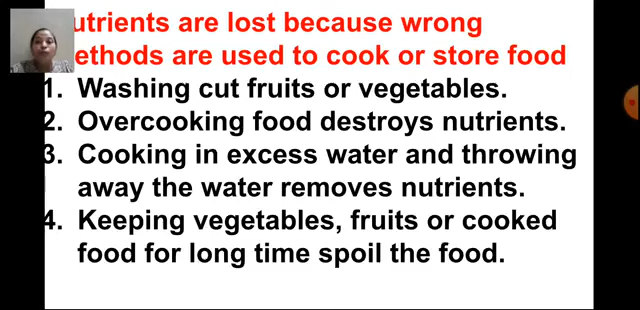 utrients are lost because wrong
ethods are used to cook or store food
1. Washing cut fruits or vegetables.
2. Overcooking food destroys nutrients.
3. Cooking in excess water and throwing
away the water removes nutrients.
4. Keeping vegetables, fruits or cooked
food for long time spoil the food.